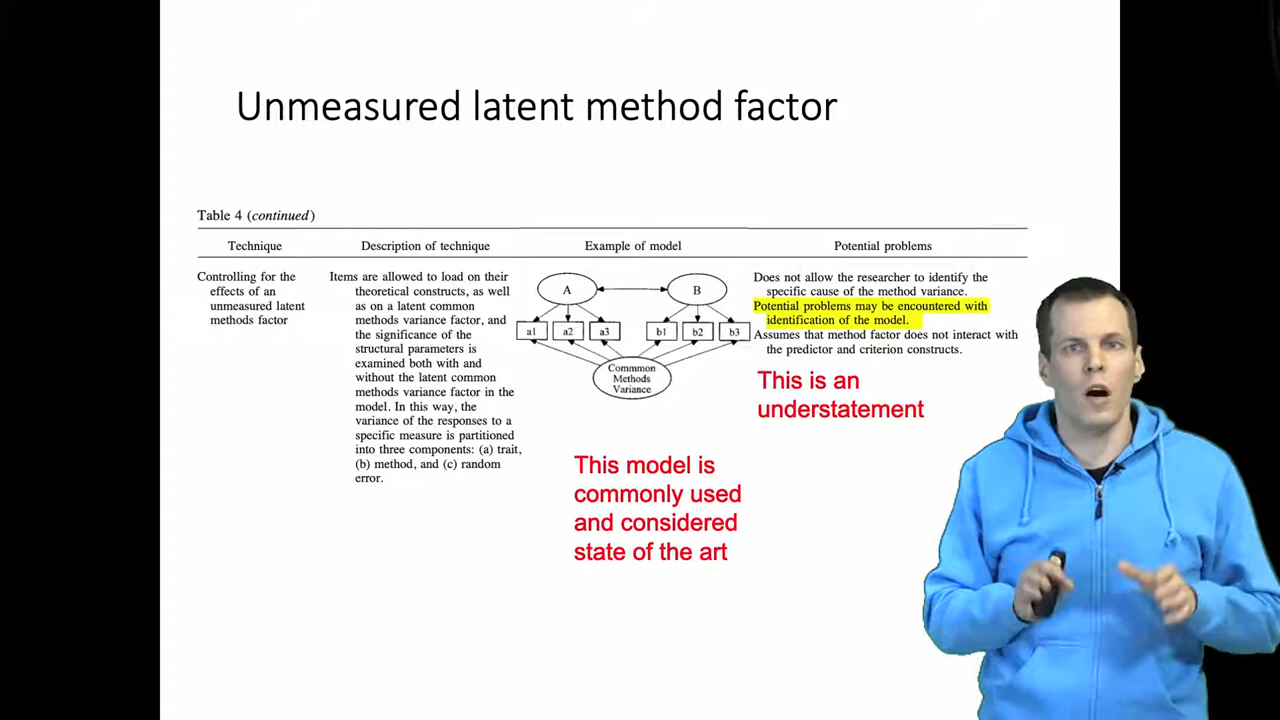 Unmeasured latent method factor
Table 4 (continued)
Technique
Description of technique
Example of model
Potential problems
Controlling for the
effects of an
unmeasured latent
methods factor
Items are allowed to load on their
theoretical constructs, as well
as on a latent common
methods variance factor, and
the significance of the
structural parameters is
examined both with and
without the latent common
methods variance factor in the
model. In this way, the
variance of the responses to a
specific measure is partitioned
into three components: (a) trait,
(b) method, and (c) random
error.
A
B
a1
a2
a3
b1
b2
b3
Commmon
Methods
Variance
Does not allow the researcher to identify the
specific cause of the method variance.
Potential problems may be encountered with
identification of the model.
Assumes that method factor does not interact with
the predictor and criterion constructs.
This is an
understatement
This model is
commonly used
and considered
state of the art